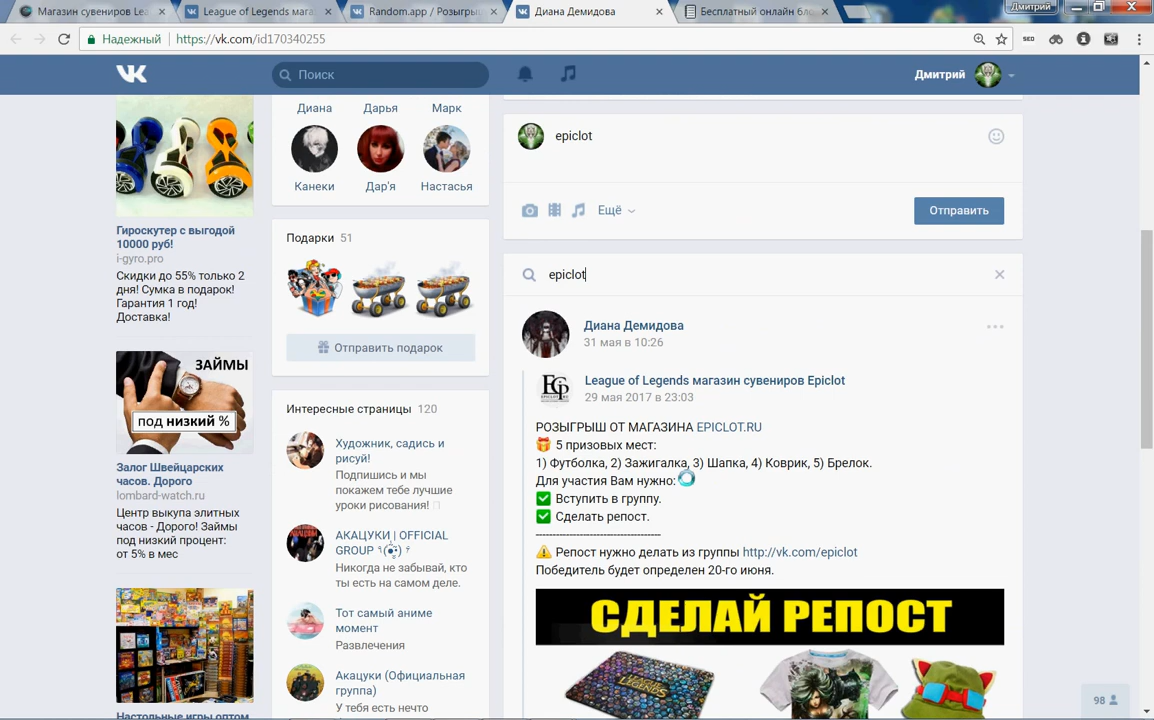 Дмитрий
Магазин сувениров Lea
League of Legends мага
Random.app / Розыгры
Диана Демидова
Бесплатный онлайн бло
Надежный
https://vk.com/id170340255
SEO
Поиск
Дмитрий
Диана
Дарья
Марк
Канеки
Дар'я
Настасья
Подарки 51
Отправить подарок
Интересные страницы 120
Художник, садись и
рисуй!
Подпишись и мы
покажем тебе лучшие
уроки рисования!
АКАЦУКИ | OFFICIAL
GROUP
Никогда не забывай, кто
ты есть на самом деле.
Тот самый аниме
момент
Развлечения
Акацуки (Официальная
группа)
У тебя есть нечто
Гироскутер с выгодой
10000 руб!
i-gyro.pro
Скидки до 55% только 2
дня! Сумка в подарок!
Гарантия 1 год!
Доставка!
ЗАЙМЫ
под низкий %
Залог Швейцарских
часов. Дорого
lombard-watch.ru
Центр выкупа элитных
часов - Дорого! Займы
под низкий процент:
от 5% в мес
Настольные игры оптом
epiclot
Ещё
Отправить
epiclot
Диана Демидова
31 мая в 10:26
League of Legends магазин сувениров Epiclot
29 мая 2017 в 23:03
РОЗЫГРЫШ ОТ МАГАЗИНА EPICLOT.RU
5 призовых мест:
1) Футболка, 2) Зажигалка, 3) Шапка, 4) Коврик, 5) Брелок.
Для участия Вам нужно:
Вступить в группу.
Сделать репост.
------------------------------------
Репост нужно делать из группы http://vk.com/epiclot
Победитель будет определен 20-го июня.
СДЕЛАЙ РЕПОСТ
98